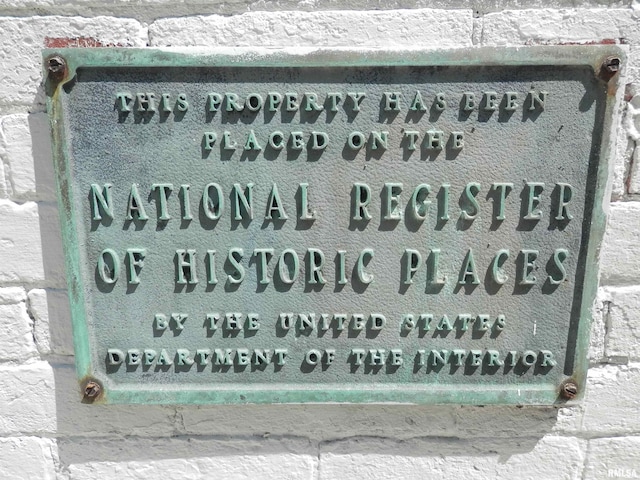 THIS PROPERTY HAS BEEN
PLACED ON THE
NATIONAL REGISTER
OF HISTORIC PLACES
BY THE UNITED STATES
DEPARTMENT OF THE INTERIOR
RMLSA